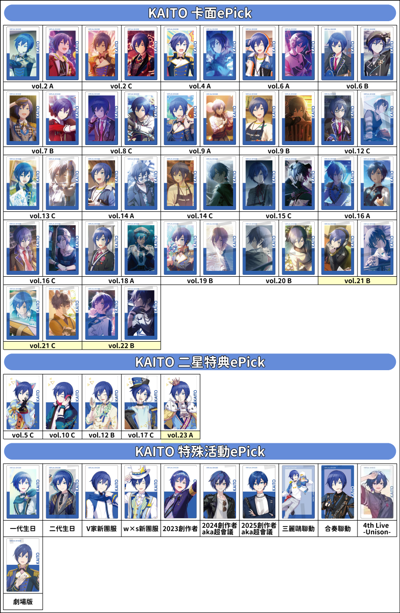 KAITO 卡面ePick
vol.2 A vol.2 C vol.4 A vol.6 A vol.6 B
vol.7 B vol.8 C vol.9 A vol.9 B vol.12 C
vol.13 C vol.14 A vol.14 C vol.15 C vol.16 A
vol.16 C vol.18 A vol.19 B vol.20 B vol.21 B
vol.21 C vol.22 B
KAITO 二星特典ePick
vol.5 C vol.10 C vol.12 B vol.17 C vol.23 A
KAITO 特殊活動ePick
一代生日 二代生日 V家新團服 w×s新團服 2023創作者 2024創作者 2025創作者 三麗鷗聯動 合奏聯動 4th Live
aka超會議 aka超會議 -Unison-
劇場版